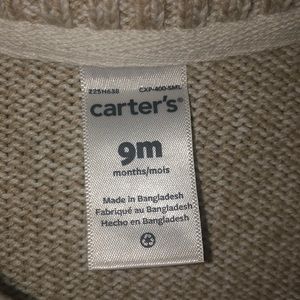 225H638 CXP-400-SML
carter's®
9m
months/mois
Made in Bangladesh
Fabriqué au Bangladesh
Hecho en Bangladesh